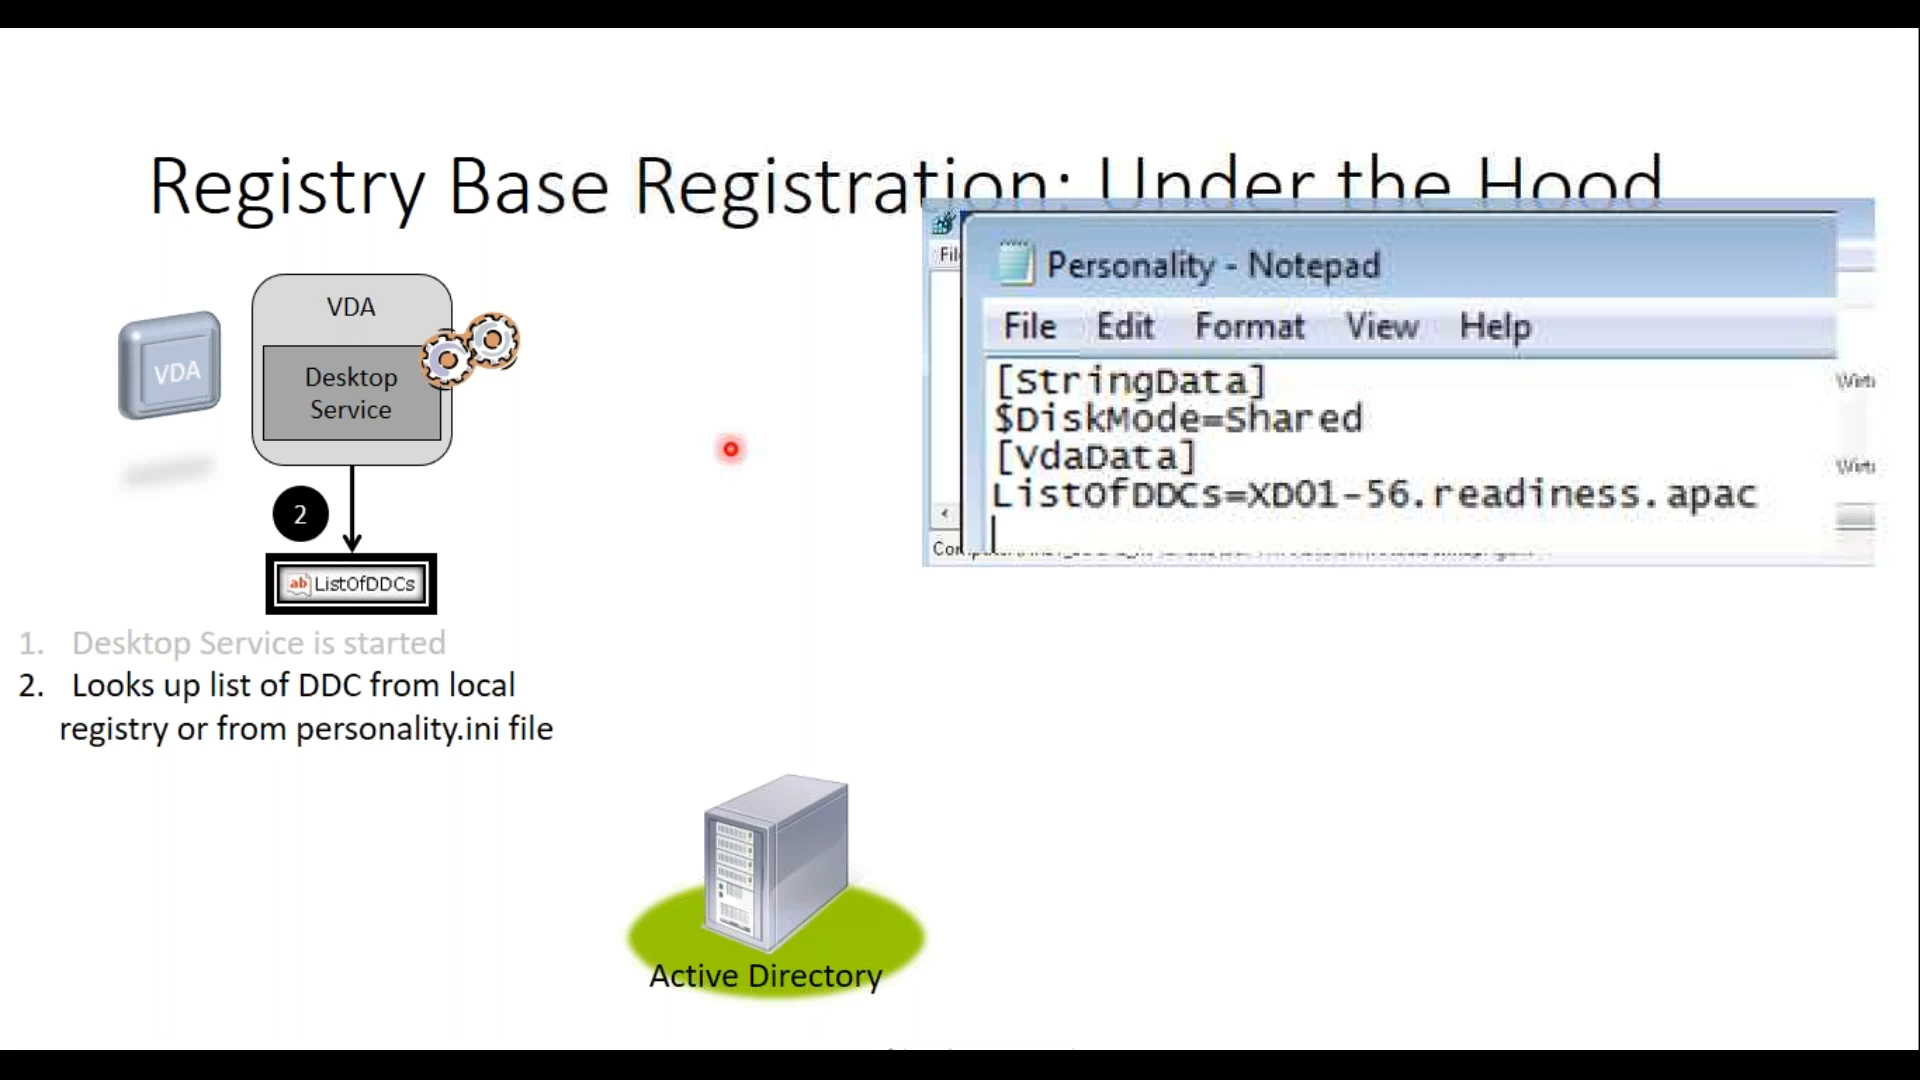 Registry Base Registration: Under the Hood
VDA
VDA
Desktop
Service
2
ab ListOfDDCs
1. Desktop Service is started
2. Looks up list of DDC from local
registry or from personality.ini file
Active Directory
Personality - Notepad
File Edit Format View Help
[StringData]
$DiskMode=Shared
[VdaData]
ListOfDDCs=XD01-56.readiness.apac